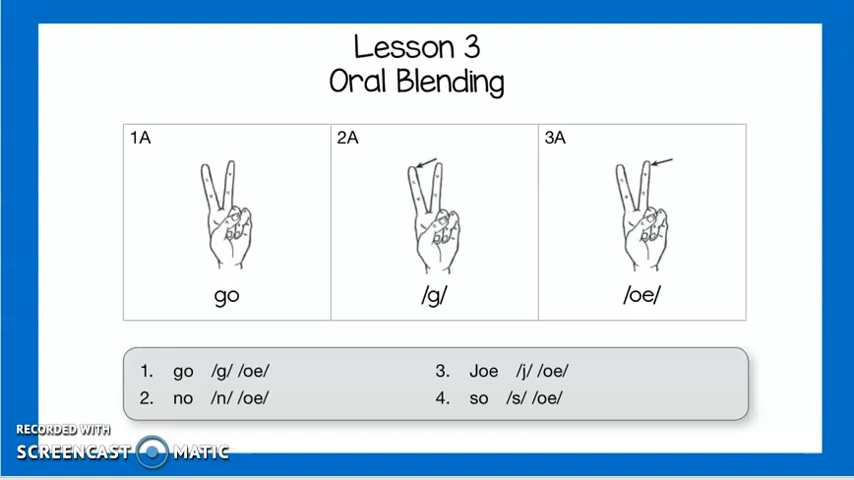 Lesson 3
Oral Blending
1A
2A
3A
go
/g/
/oe/
1. go /g/ /oe/
2. no /n/ /oe/
3. Joe /j/ /oe/
4. so /s/ /oe/
RECORDED WITH
SCREENCAST MATIC